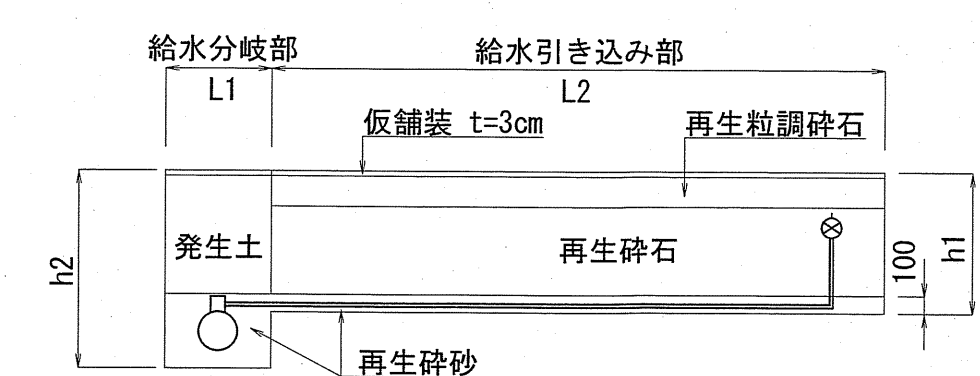 給水分岐部
給水引き込み部
L1
L2
仮舗装 t=3cm
再生粒調砕石
発生土
再生砕石
h2
100
h1
再生砕砂